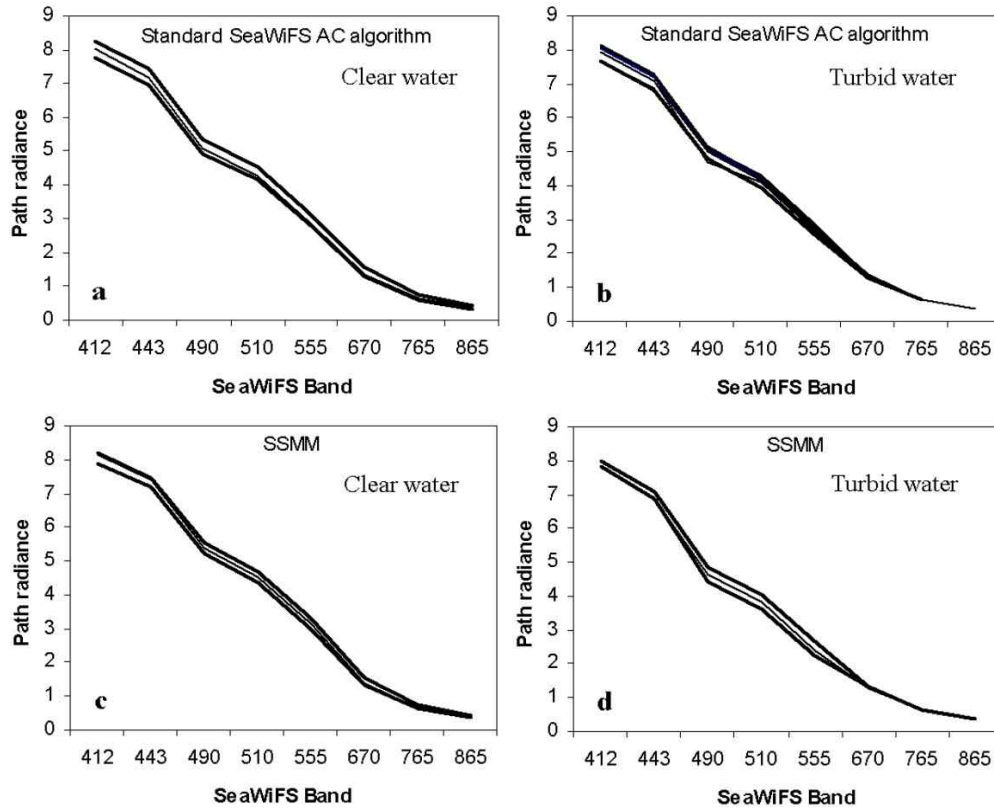 Standard SeaWiFS AC algorithm
Clear water
Path radiance
9
8
7
6
5
4
3
2
1
0
a
412 443 490 510 555 670 765 865
SeaWiFS Band
Standard SeaWiFS AC algorithm
Turbid water
Path radiance
9
8
7
6
5
4
3
2
1
0
b
412 443 490 510 555 670 765 865
SeaWiFS Band
SSMM
Clear water
Path radiance
9
8
7
6
5
4
3
2
1
0
c
412 443 490 510 555 670 765 865
SeaWiFS Band
SSMM
Turbid water
Path radiance
9
8
7
6
5
4
3
2
1
0
d
412 443 490 510 555 670 765 865
SeaWiFS Band